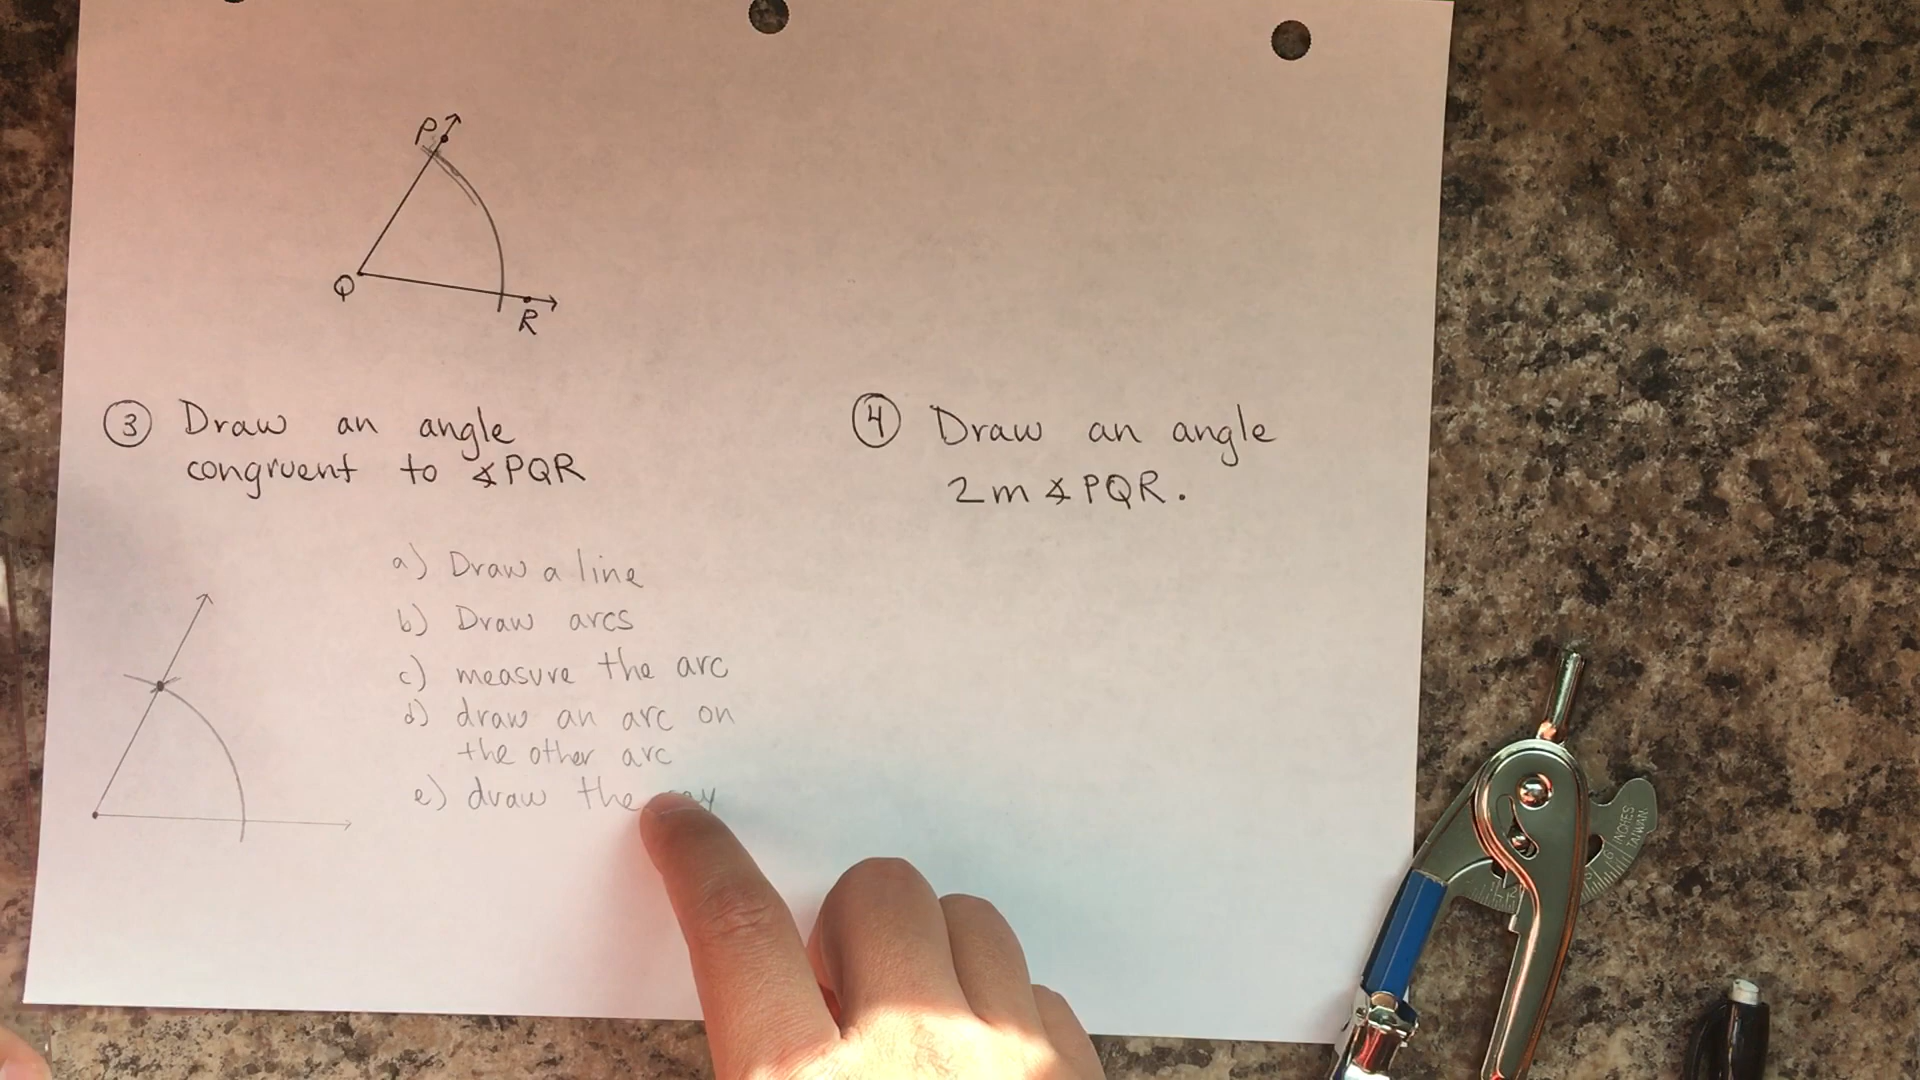 P
Q
R
③ Draw an angle
congruent to ∡PQR
④ Draw an angle
2m∡PQR.
a) Draw a line
b) Draw arcs
c) measure the arc
d) draw an arc on
the other arc
e) draw the
INCHES
TAIWAN